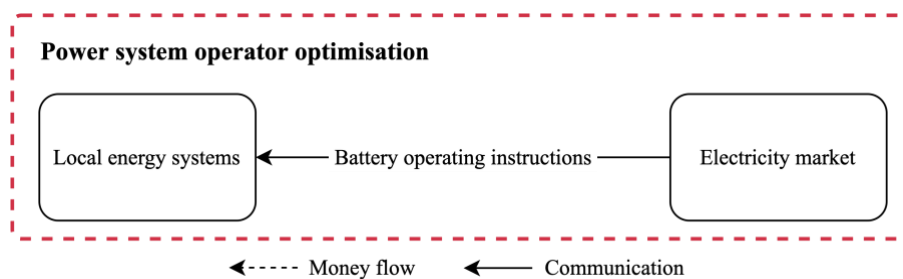 Power system operator optimisation
Local energy systems
Battery operating instructions
Electricity market
Money flow
Communication